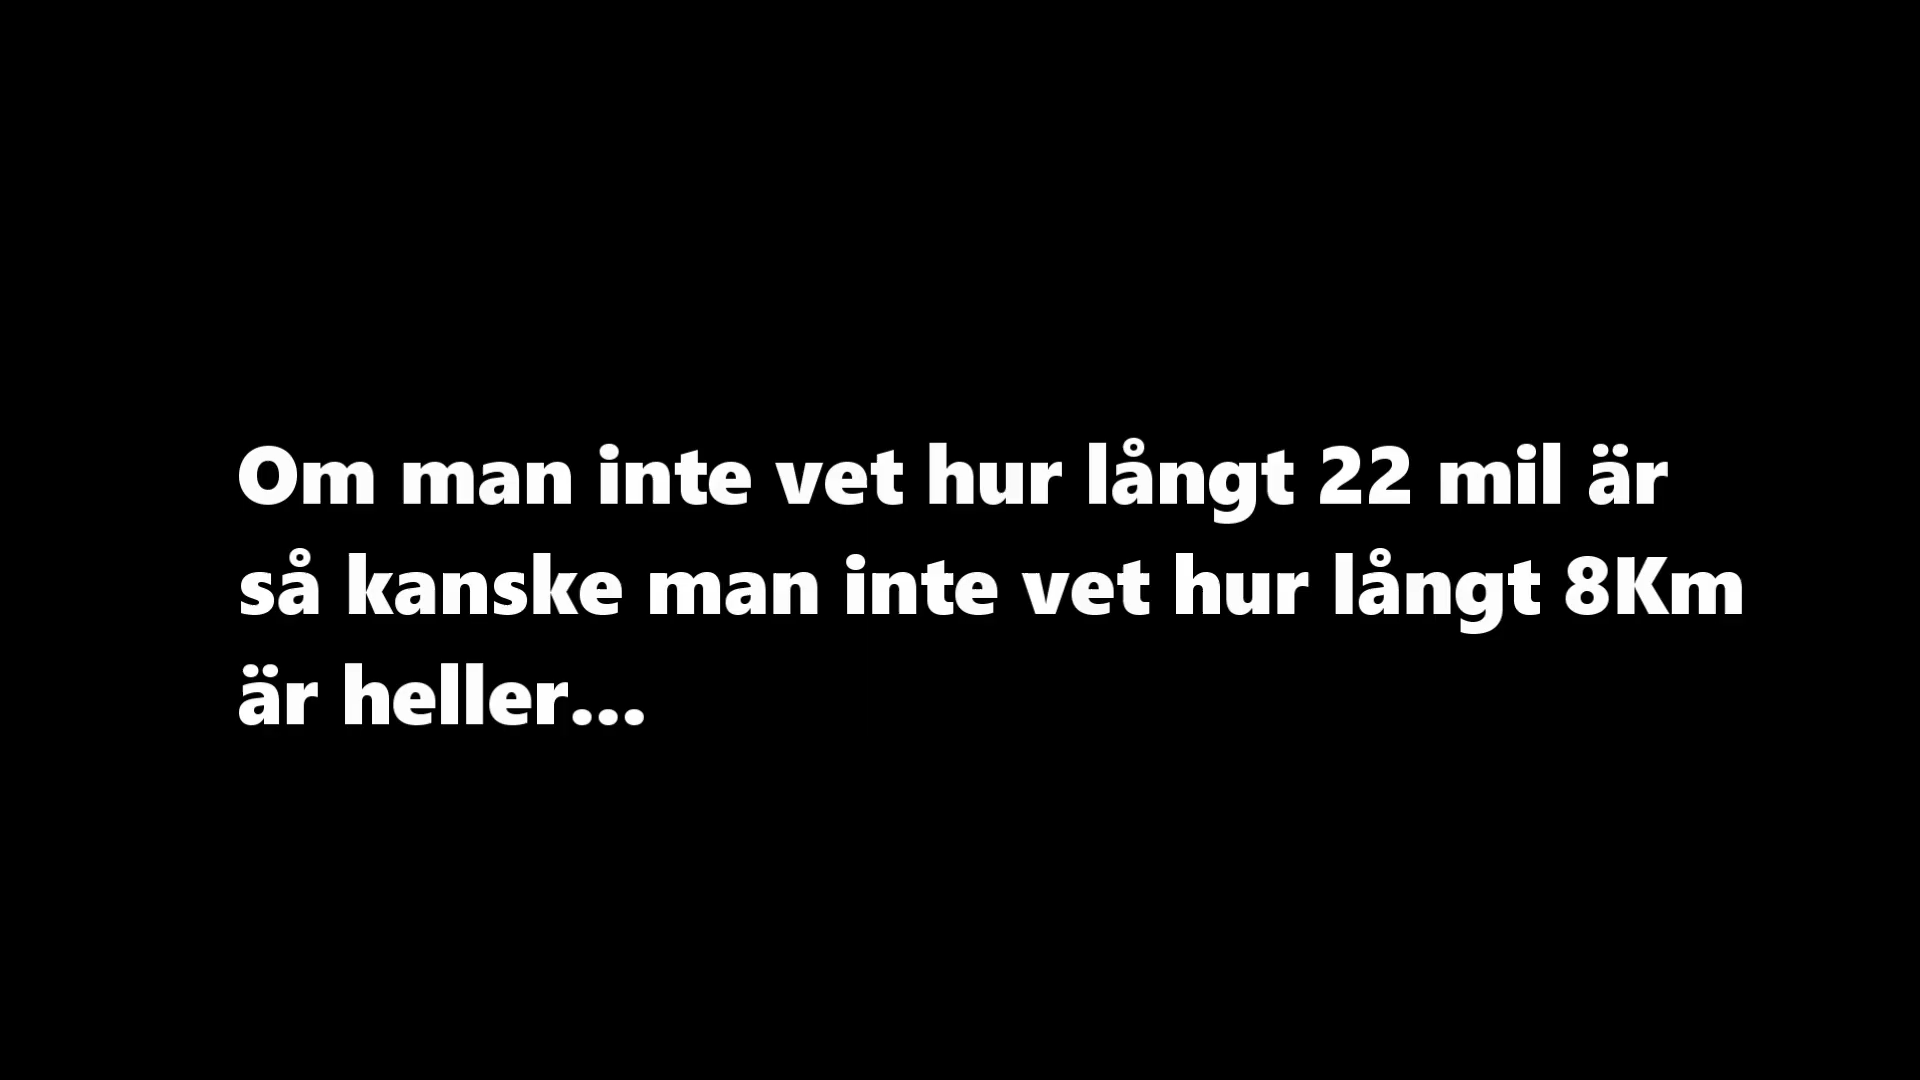 Om man inte vet hur långt 22 mil är
så kanske man inte vet hur långt 8Km
är heller...